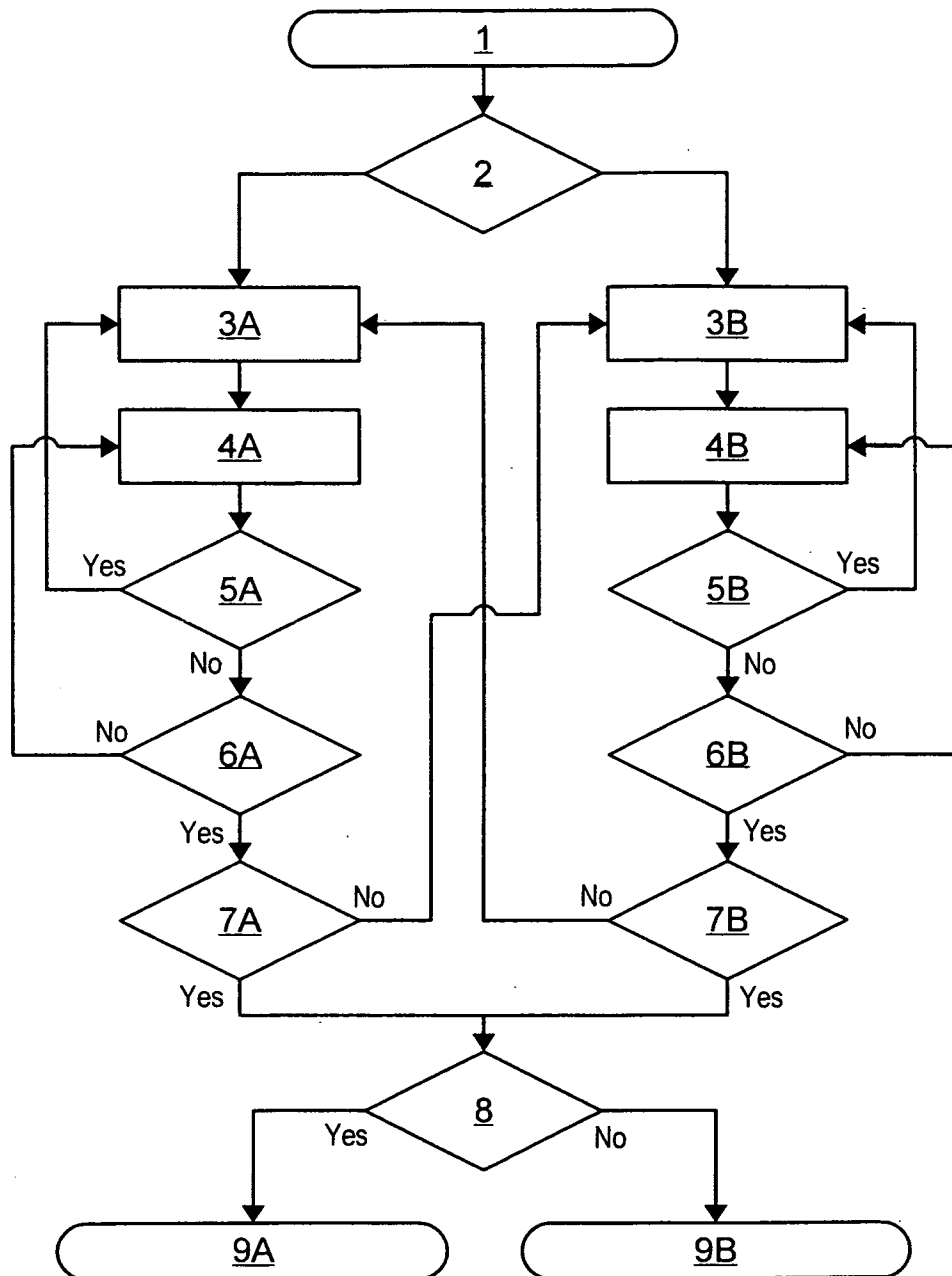 1
2
3A
3B
4A
4B
Yes
5A
5B
Yes
No
No
No
6A
6B
No
Yes
Yes
7A
No
No
7B
Yes
Yes
8
Yes
No
9A
9B